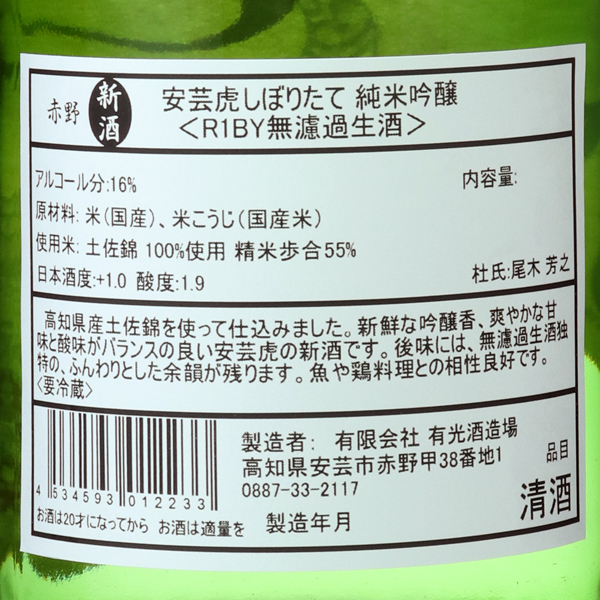 赤野 新酒 安芸虎しぼりたて 純米吟醸
<R1BY無濾過生酒>
アルコール分:16% 内容量:
原材料: 米(国産)、米こうじ(国産米)
使用米: 土佐錦 100%使用 精米歩合55%
日本酒度:+1.0 酸度:1.9 杜氏:尾木 芳之
高知県産土佐錦を使って仕込みました。新鮮な吟醸香、爽やかな甘
味と酸味がバランスの良い安芸虎の新酒です。後味には、無濾過生酒独
特の、ふんわりとした余韻が残ります。魚や鶏料理との相性良好です。
<要冷蔵>
製造者: 有限会社 有光酒造場
高知県安芸市赤野甲38番地1
0887-33-2117
品目
清酒
4 534593 012233
お酒は20才になってから お酒は適量を 製造年月